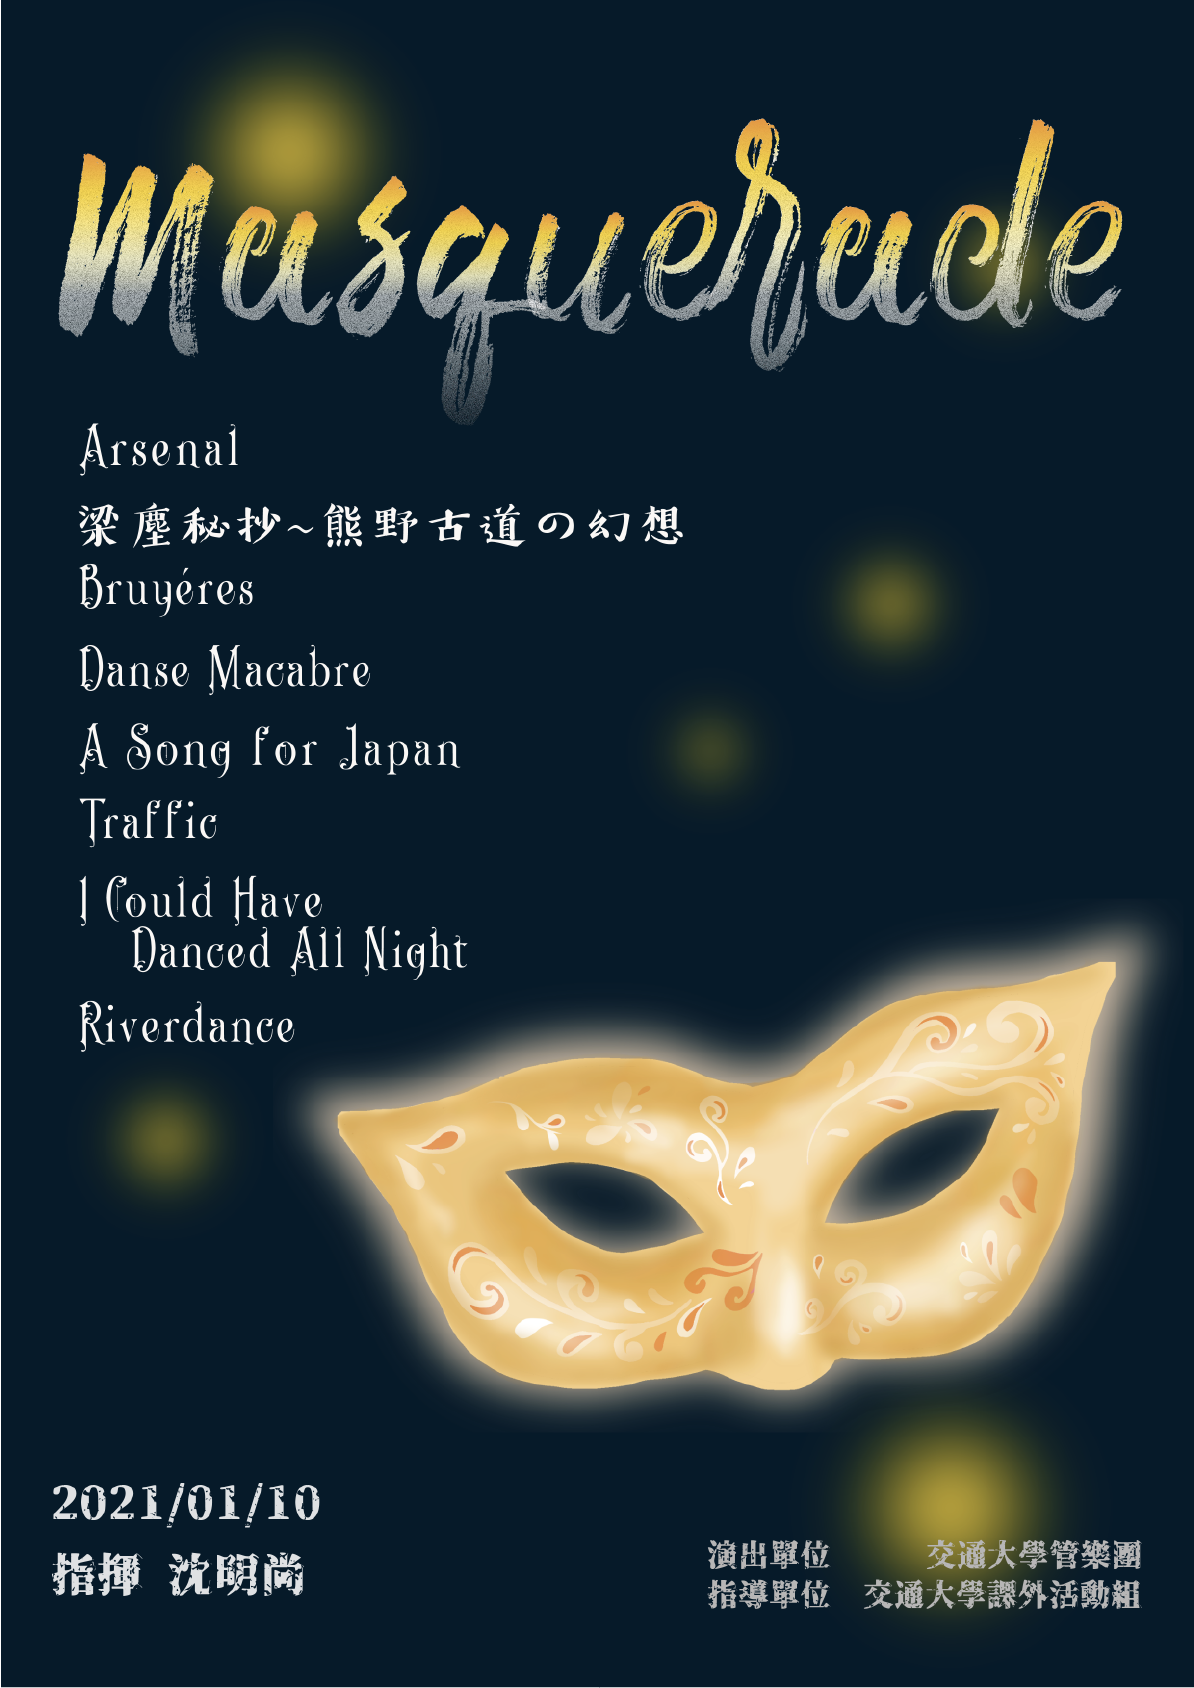 Masquerade
Arsenal
梁塵秘抄~熊野古道の幻想
Bruyéres
Danse Macabre
A Song for Japan
Traffic
I Could Have
Danced All Night
Riverdance
2021/01/10
指揮 沈明尚
演出單位 交通大學管樂團
指導單位 交通大學課外活動組